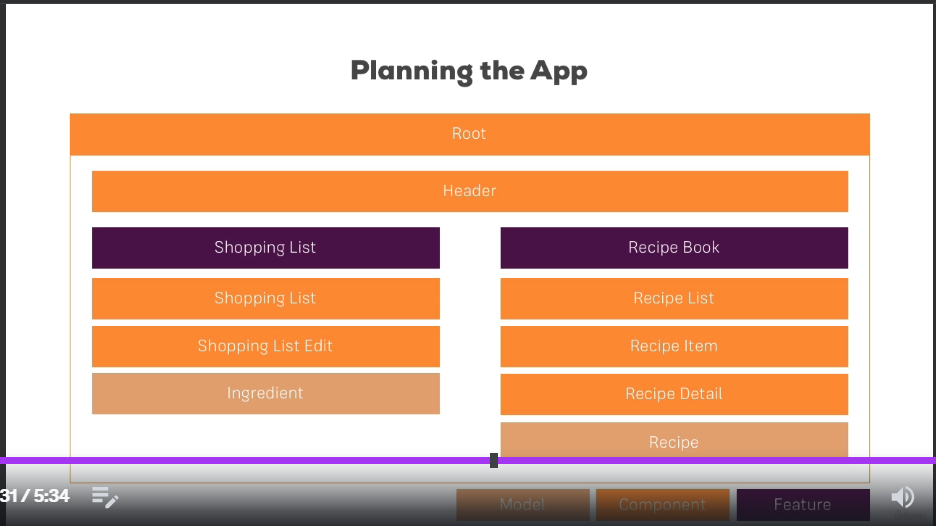 Planning the App
Root
Header
Shopping List
Recipe Book
Shopping List
Recipe List
Shopping List Edit
Recipe Item
Ingredient
Recipe Detail
Recipe
31 / 5:34
Model
Component
Feature